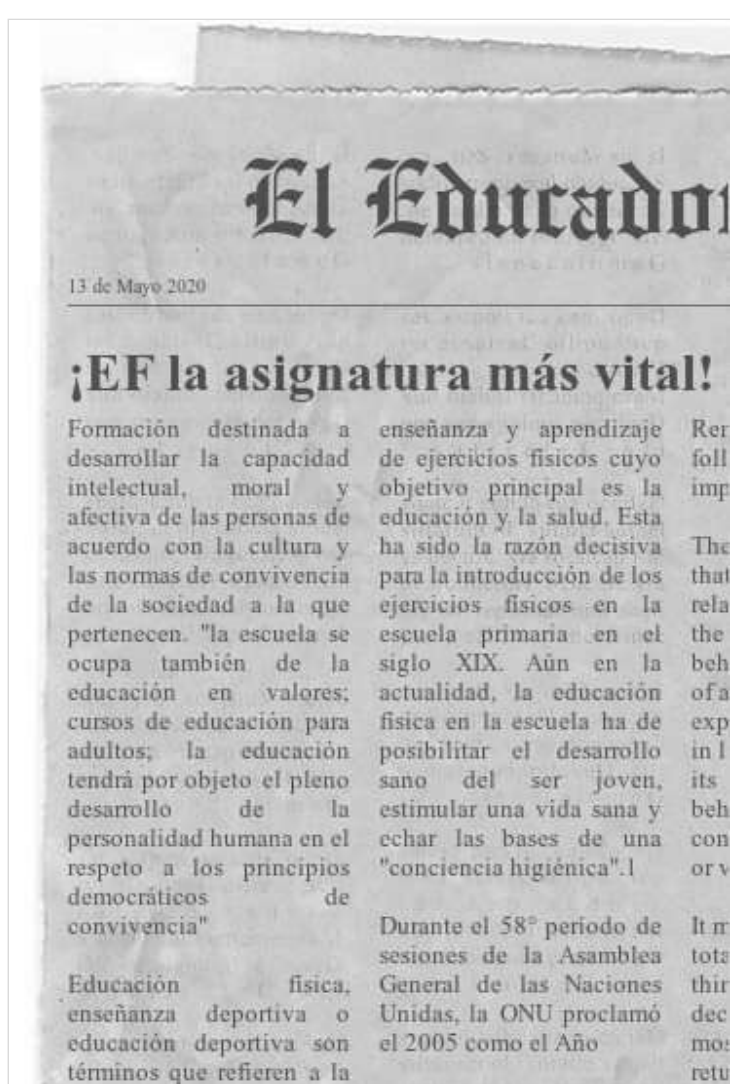 El Educador
13 de Mayo 2020
¡EF la asignatura más vital!
Formación destinada a
desarrollar la capacidad
intelectual, moral y
afectiva de las personas de
acuerdo con la cultura y
las normas de convivencia
de la sociedad a la que
pertenecen. "la escuela se
ocupa también de la
educación en valores;
cursos de educación para
adultos; la educación
tendrá por objeto el pleno
desarrollo de la
personalidad humana en el
respeto a los principios
democráticos de
convivencia"
Educación física,
enseñanza deportiva o
educación deportiva son
términos que refieren a la
enseñanza y aprendizaje
de ejercicios físicos cuyo
objetivo principal es la
educación y la salud. Esta
ha sido la razón decisiva
para la introducción de los
ejercicios físicos en la
escuela primaria en el
siglo XIX. Aún en la
actualidad, la educación
física en la escuela ha de
posibilitar el desarrollo
sano del ser joven,
estimular una vida sana y
echar las bases de una
"conciencia higiénica".1
Durante el 58° periodo de
sesiones de la Asamblea
General de las Naciones
Unidas, la ONU proclamó
el 2005 como el Año
the
in
its
or
It